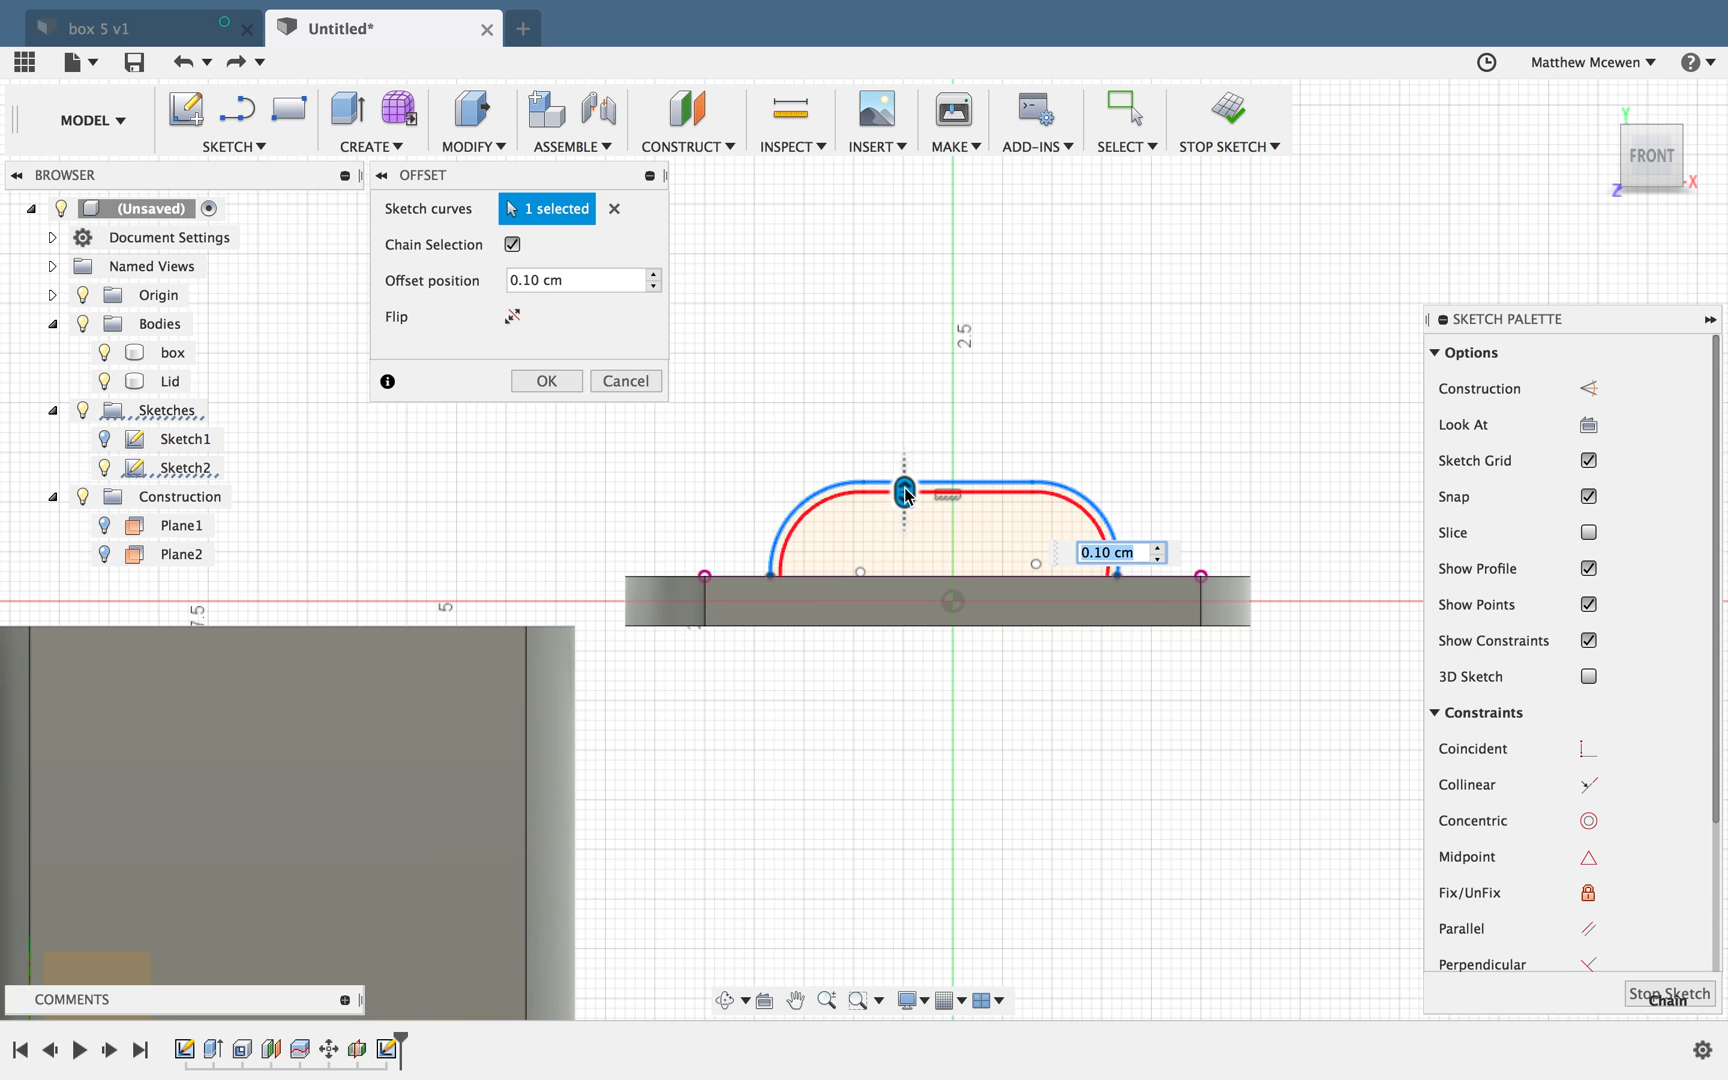 box 5 v1
Untitled*
Matthew Mcewen
?
MODEL
SKETCH
CREATE
MODIFY
ASSEMBLE
CONSTRUCT
INSPECT
INSERT
MAKE
ADD-INS
SELECT
STOP SKETCH
Y
FRONT
X
Z
BROWSER
(Unsaved)
Document Settings
Named Views
Origin
Bodies
box
Lid
Sketches
Sketch1
Sketch2
Construction
Plane1
Plane2
OFFSET
Sketch curves
1 selected
Chain Selection
Offset position
0.10 cm
Flip
OK
Cancel
2.5
0.10 cm
7.5
5
SKETCH PALETTE
Options
Construction
Look At
Sketch Grid
Snap
Slice
Show Profile
Show Points
Show Constraints
3D Sketch
Constraints
Coincident
Collinear
Concentric
Midpoint
Fix/UnFix
Parallel
Perpendicular
Stop Sketch
Chain
COMMENTS